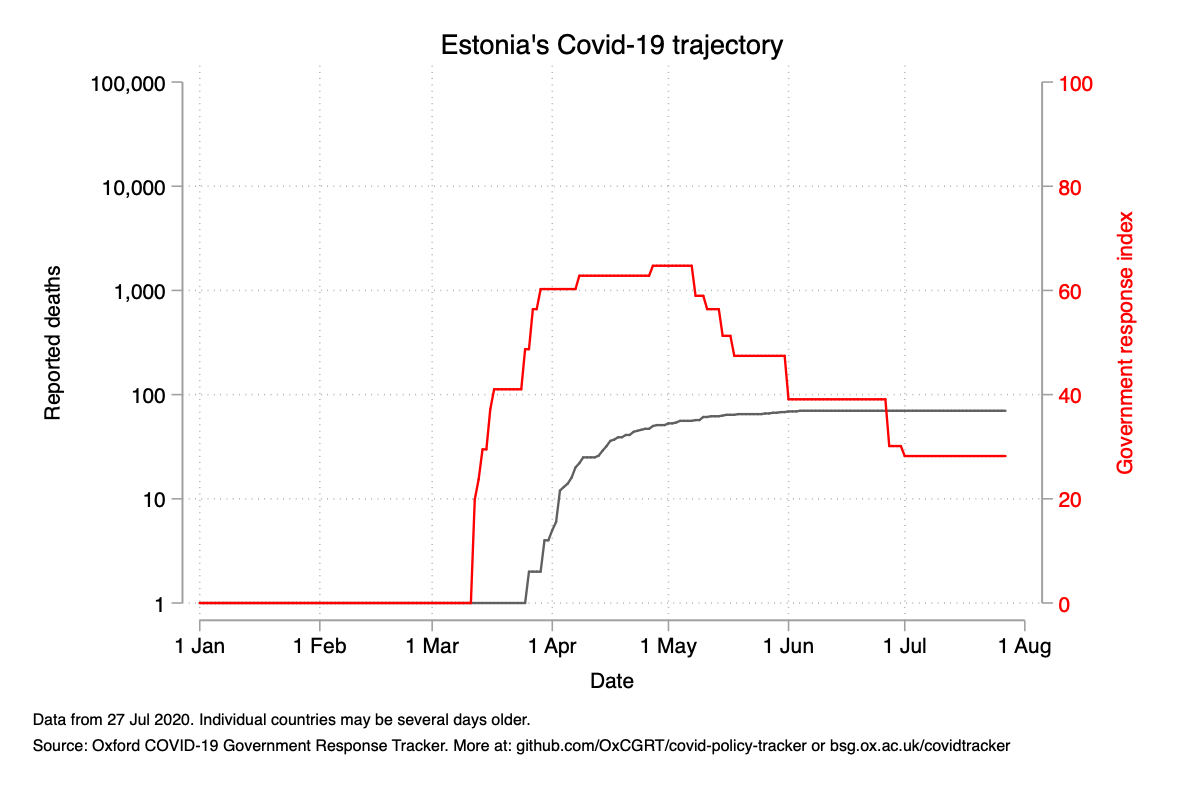 Estonia's Covid-19 trajectory
100,000
10,000
1,000
100
10
1
Reported deaths
100
80
60
40
20
0
Government response index
1 Jan 1 Feb 1 Mar 1 Apr 1 May 1 Jun 1 Jul 1 Aug
Date
Data from 27 Jul 2020. Individual countries may be several days older.
Source: Oxford COVID-19 Government Response Tracker. More at: github.com/OxCGRT/covid-policy-tracker or bsg.ox.ac.uk/covidtracker